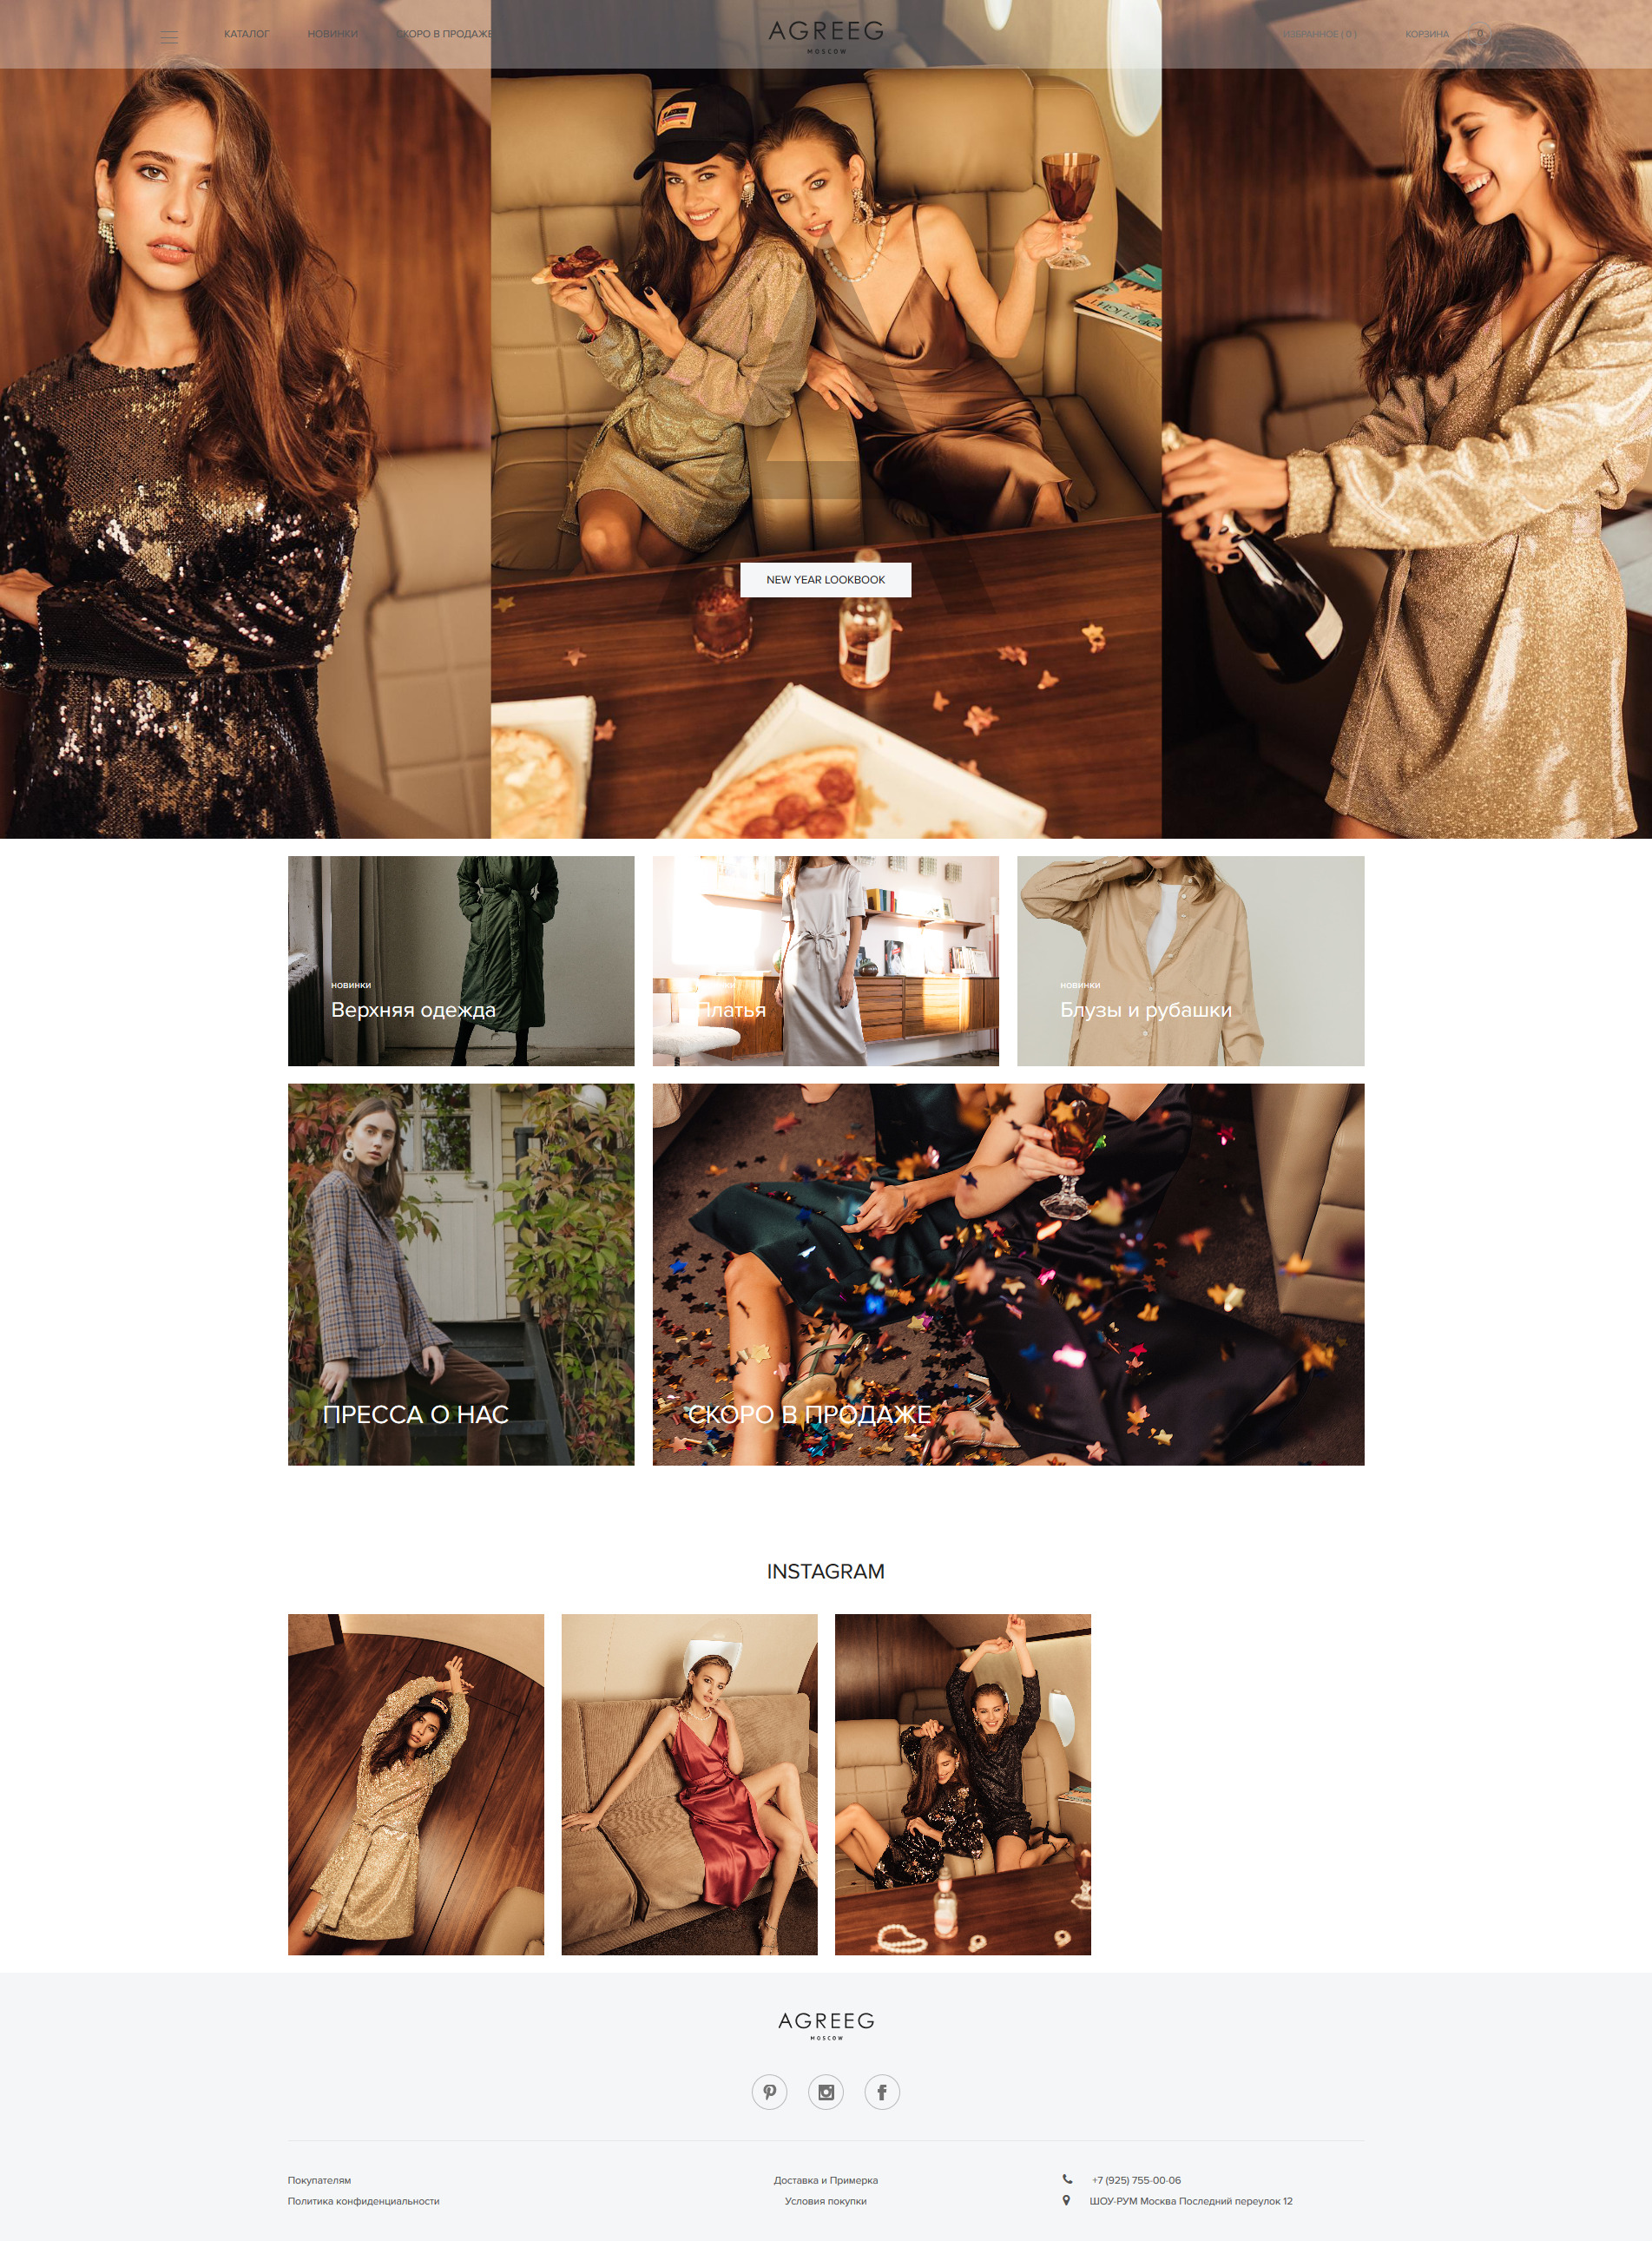 КАТАЛОГ
НОВИНКИ
СКОРО В ПРОДАЖЕ
AGREEG
MOSCOW
ИЗБРАННОЕ ( 0 )
КОРЗИНА
0
NEW YEAR LOOKBOOK
НОВИНКИ
Верхняя одежда
Платья
НОВИНКИ
Блузы и рубашки
ПРЕССА О НАС
СКОРО В ПРОДАЖЕ
INSTAGRAM
AGREEG
MOSCOW
Покупателям
Политика конфиденциальности
Доставка и Примерка
Условия покупки
+7 (925) 755-00-06
ШОУ-РУМ Москва Последний переулок 12